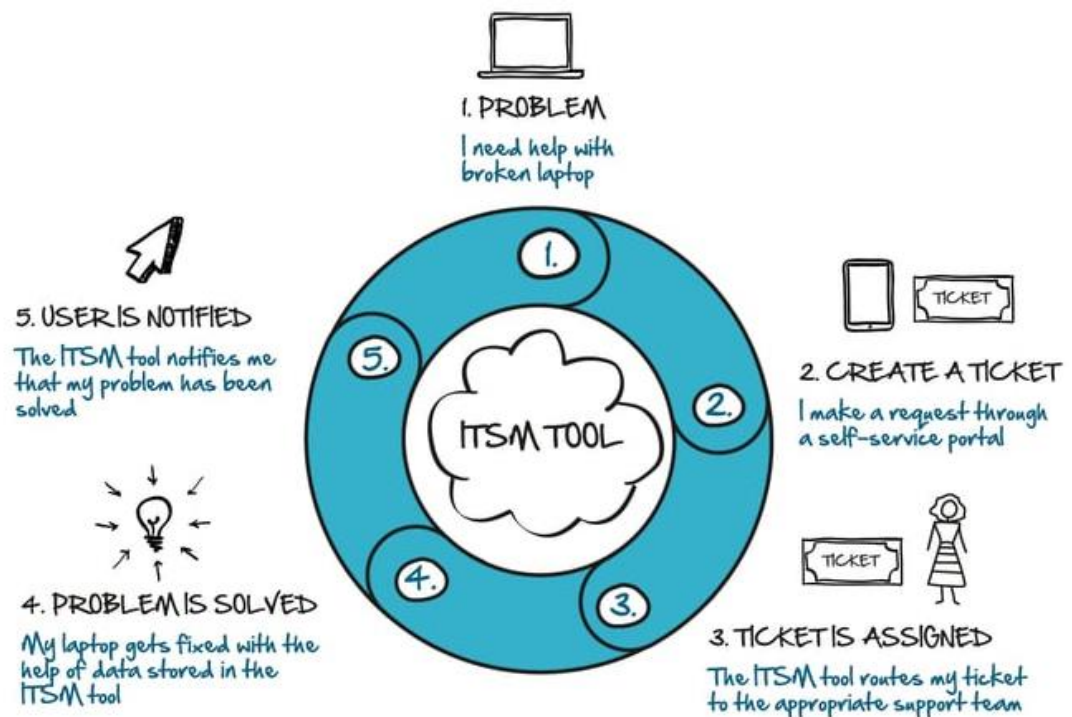 1. PROBLEM
I need help with
broken laptop
1.
TICKET
2. CREATE A TICKET
I make a request through
a self-service portal
2.
TICKET
3. TICKET IS ASSIGNED
The ITSM tool routes my ticket
to the appropriate support team
3.
4. PROBLEM IS SOLVED
My laptop gets fixed with the
help of data stored in the
ITSM tool
4.
5. USER IS NOTIFIED
The ITSM tool notifies me
that my problem has been
solved
5.
ITSM TOOL